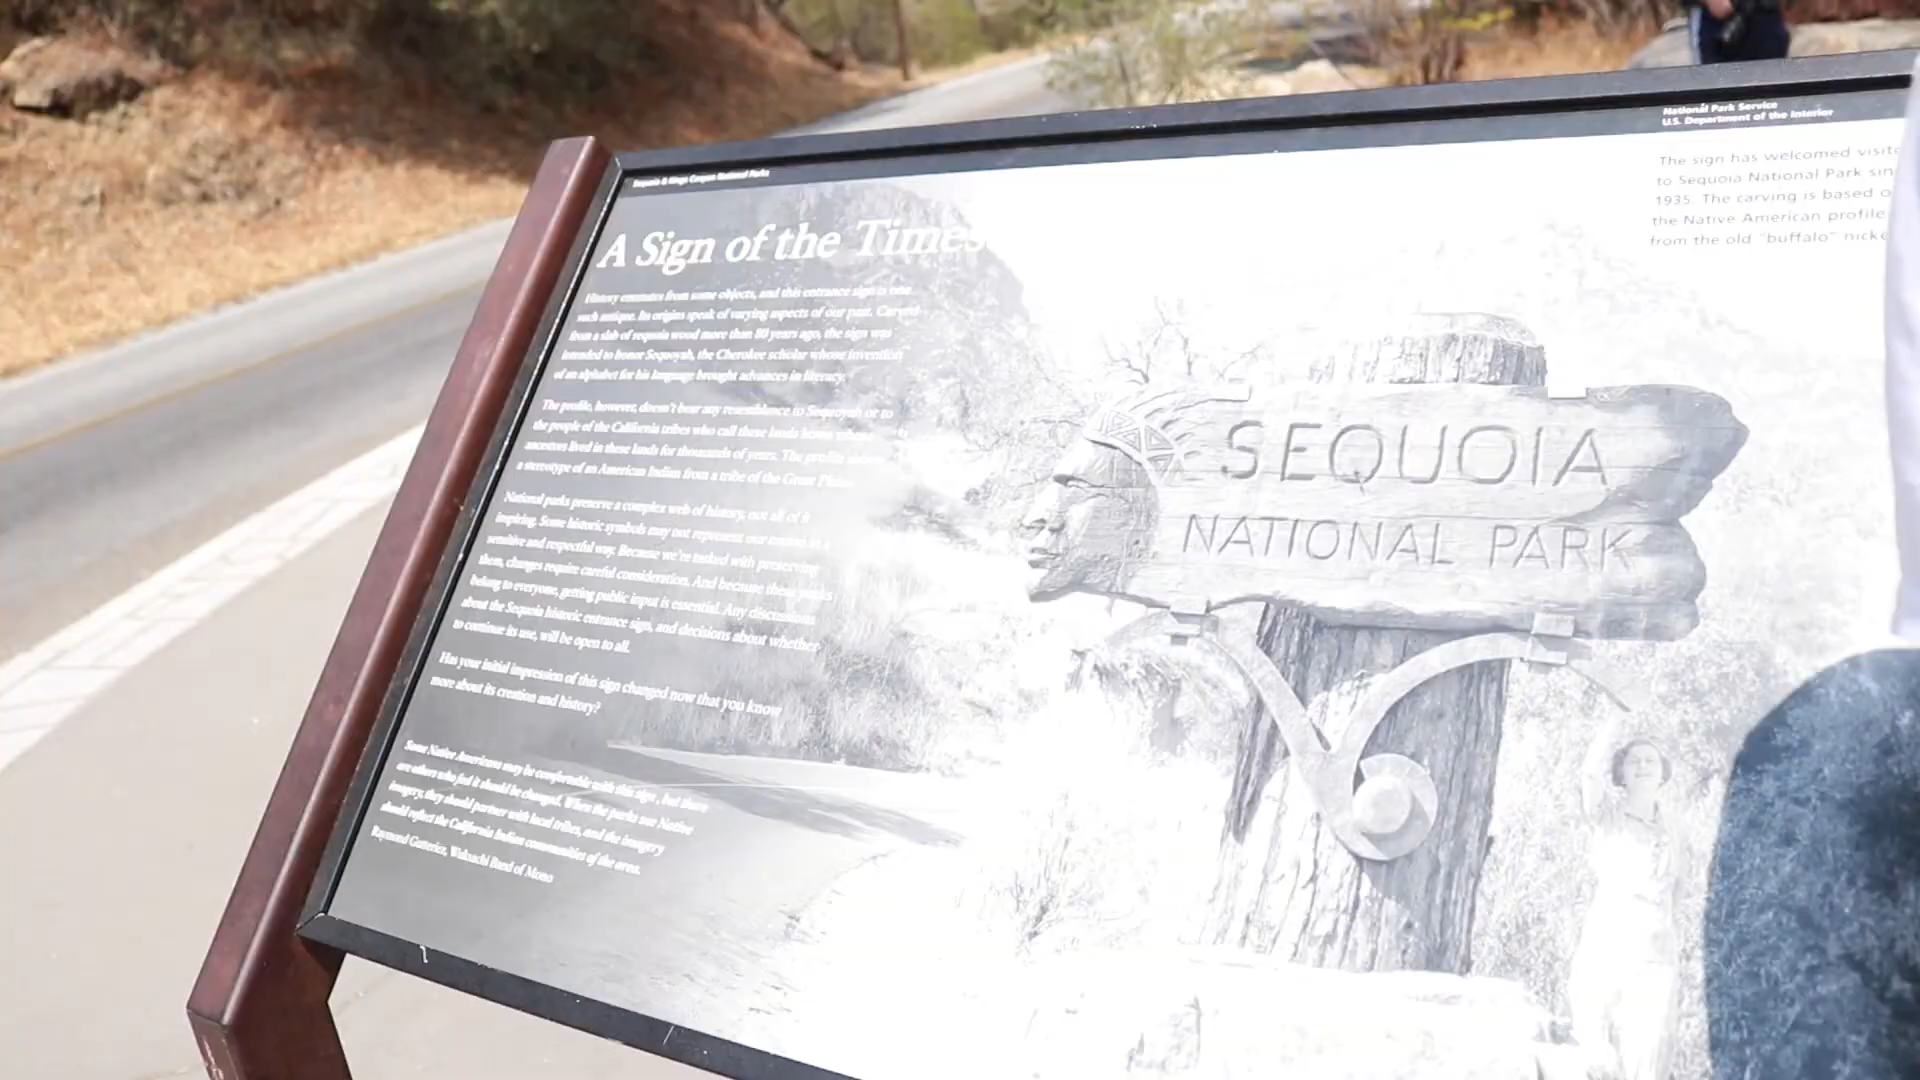 Sequoia & Kings Canyon National Parks
National Park Service
U.S. Department of the Interior
A Sign of the Times
History emanates from some objects, and this entrance sign is one
such antique. Its origins speak of varying aspects of our past. Carved
from a slab of sequoia wood more than 80 years ago, the sign was
intended to honor Sequoyah, the Cherokee scholar whose invention
of an alphabet for his language brought advances in literacy.
The profile, however, doesn't bear any resemblance to Sequoyah or to
the people of the California tribes who call these lands home
ancestors lived in these lands for thousands of years. The profile
a stereotype of an American Indian from a tribe of the Great Plains.
National parks preserve a complex web of history, not all of it
inspiring. Some historic symbols may not represent our nation in a
sensitive and respectful way. Because we're tasked with preserving
them, changes require careful consideration. And because these parks
belong to everyone, getting public input is essential. Any discussions
about the Sequoia historic entrance sign, and decisions about whether
to continue its use, will be open to all.
Has your initial impression of this sign changed now that you know
more about its creation and history?
Some Native Americans may be comfortable with this sign, but there
are others who feel it should be changed. When the parks use Native
imagery, they should partner with local tribes, and the imagery
should reflect the California Indian communities of the area.
Raymond Gutteriez, Wuksachi Band of Mono
The sign has welcomed visito
to Sequoia National Park sin
1935. The carving is based o
the Native American profile
from the old "buffalo" nicke
SEQUOIA
NATIONAL PARK